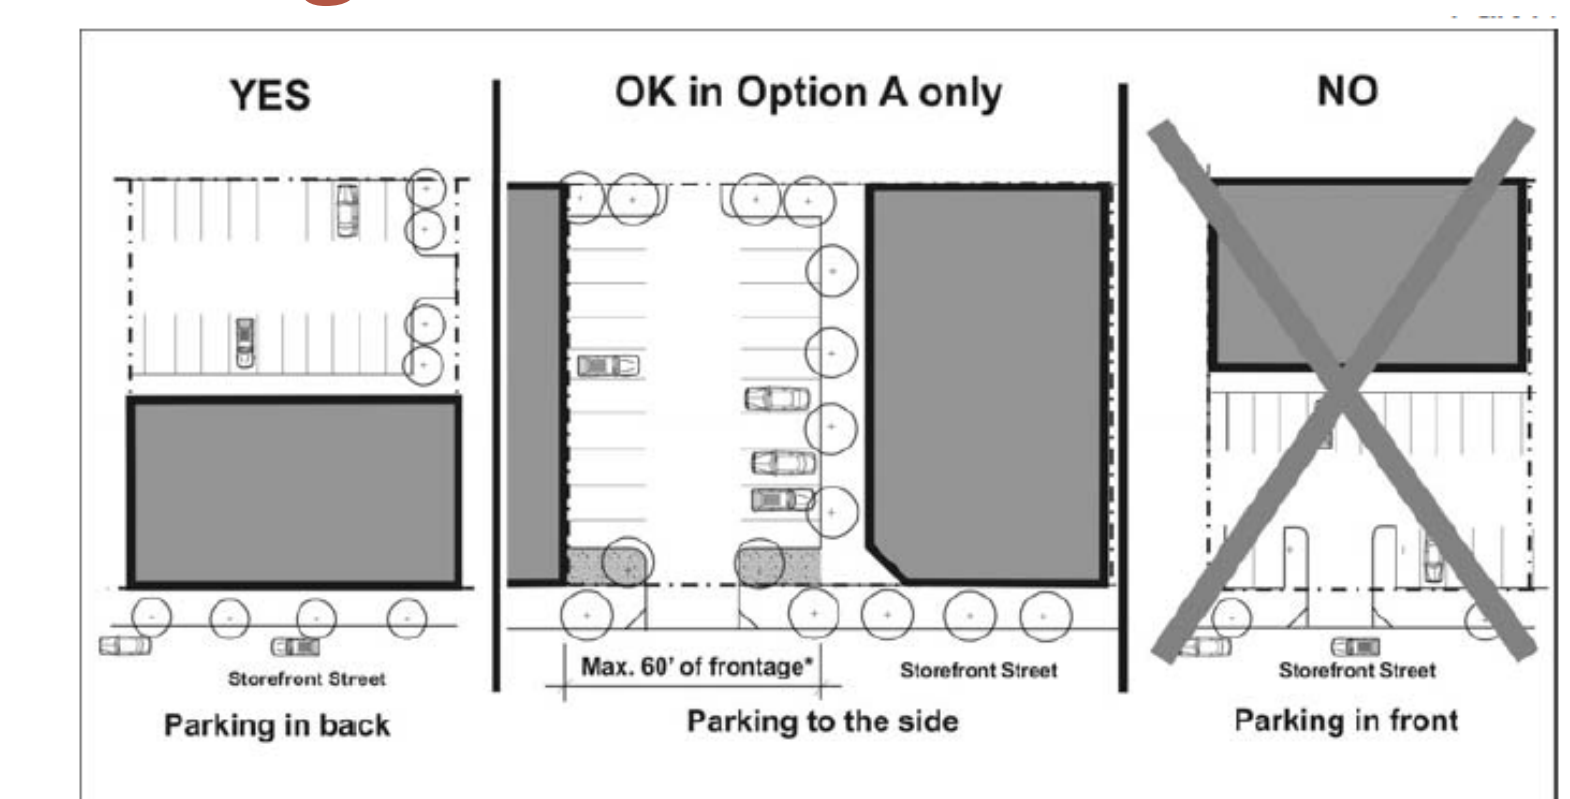 YES
OK in Option A only
NO
Max. 60' of frontage*
Storefront Street
Storefront Street
Storefront Street
Parking in back
Parking to the side
Parking in front